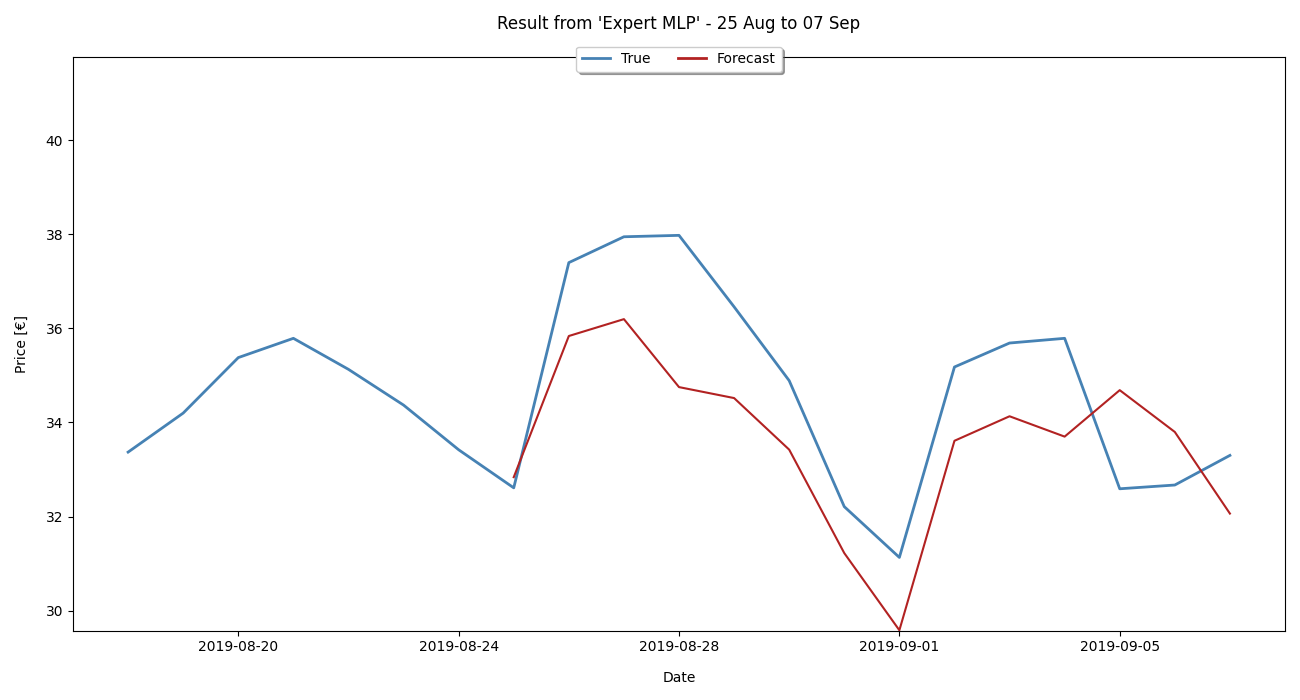 Result from 'Expert MLP' - 25 Aug to 07 Sep
True Forecast
40
38
36
34
32
30
Price [€]
2019-08-20 2019-08-24 2019-08-28 2019-09-01 2019-09-05
Date